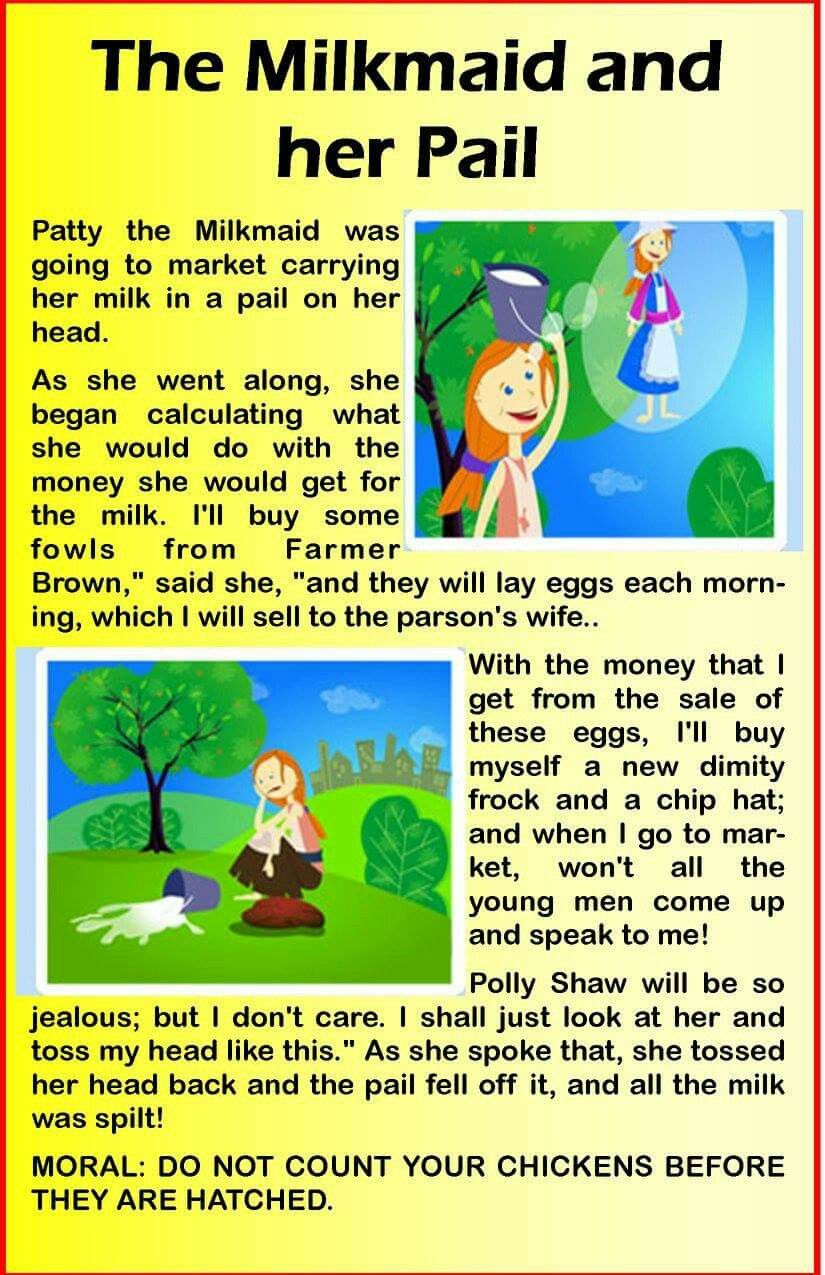 The Milkmaid and
her Pail
Patty the Milkmaid was
going to market carrying
her milk in a pail on her
head.
As she went along, she
began calculating what
she would do with the
money she would get for
the milk. I'll buy some
fowls from Farmer
Brown," said she, "and they will lay eggs each morn-
ing, which I will sell to the parson's wife..
With the money that I
get from the sale of
these eggs, I'll buy
myself a new dimity
frock and a chip hat;
and when I go to mar-
ket, won't all the
young men come up
and speak to me!
Polly Shaw will be so
jealous; but I don't care. I shall just look at her and
toss my head like this." As she spoke that, she tossed
her head back and the pail fell off it, and all the milk
was spilt!
MORAL: DO NOT COUNT YOUR CHICKENS BEFORE
THEY ARE HATCHED.